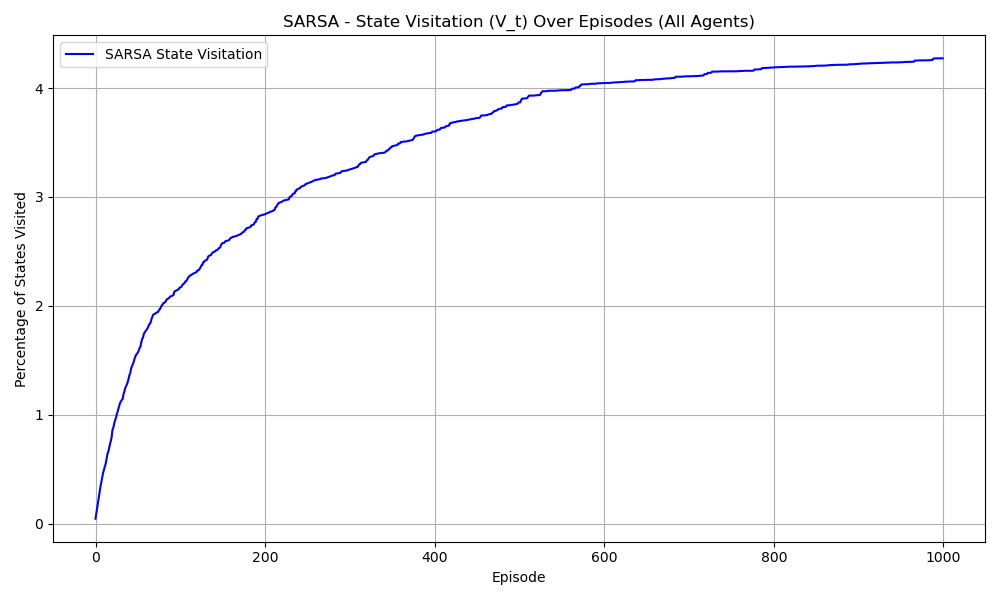 SARSA - State Visitation (V_t) Over Episodes (All Agents)
SARSA State Visitation
Percentage of States Visited
4
3
2
1
0
0 200 400 600 800 1000
Episode